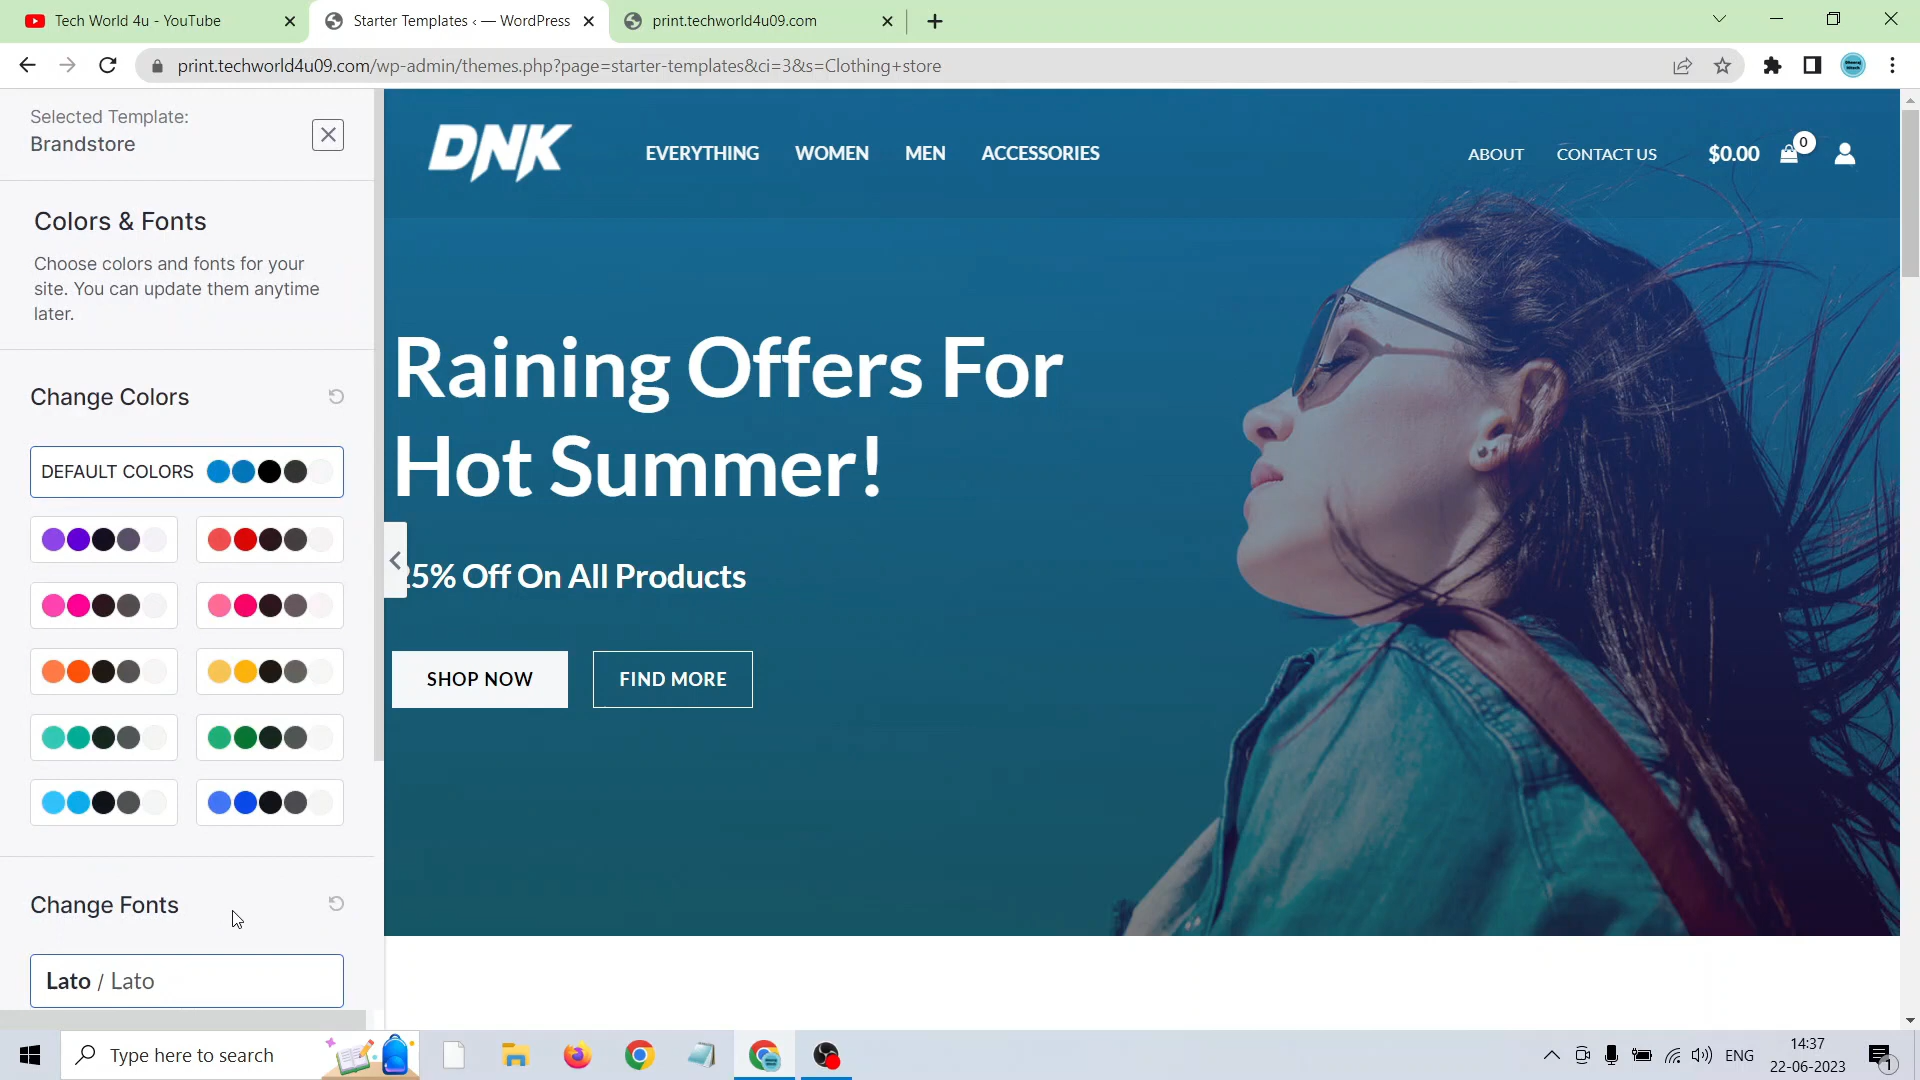 Tech World 4u - YouTube
Starter Templates ‹ — WordPress
print.techworld4u09.com
print.techworld4u09.com/wp-admin/themes.php?page=starter-templates&ci=3&s=Clothing+store
Selected Template:
Brandstore
DNK
EVERYTHING
WOMEN
MEN
ACCESSORIES
ABOUT
CONTACT US
$0.00
0
Colors & Fonts
Choose colors and fonts for your
site. You can update them anytime
later.
Raining Offers For
Hot Summer!
Change Colors
DEFAULT COLORS
25% Off On All Products
SHOP NOW
FIND MORE
Change Fonts
Lato / Lato
Type here to search
ENG
14:37
22-06-2023
1